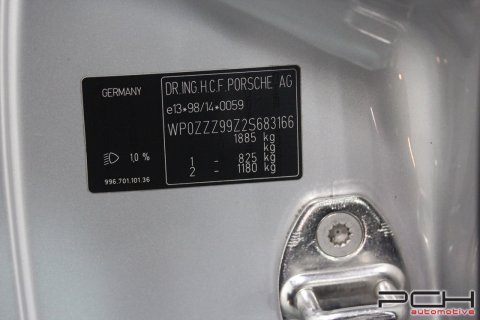 GERMANY
DR.ING.H.C.F.PORSCHE AG
e13*98/14*0059
WP0ZZZ99Z2S683166
1885 kg
kg
1,0 %
1 - 825 kg
2 - 1180 kg
996.701.101.36
PCH
automotive